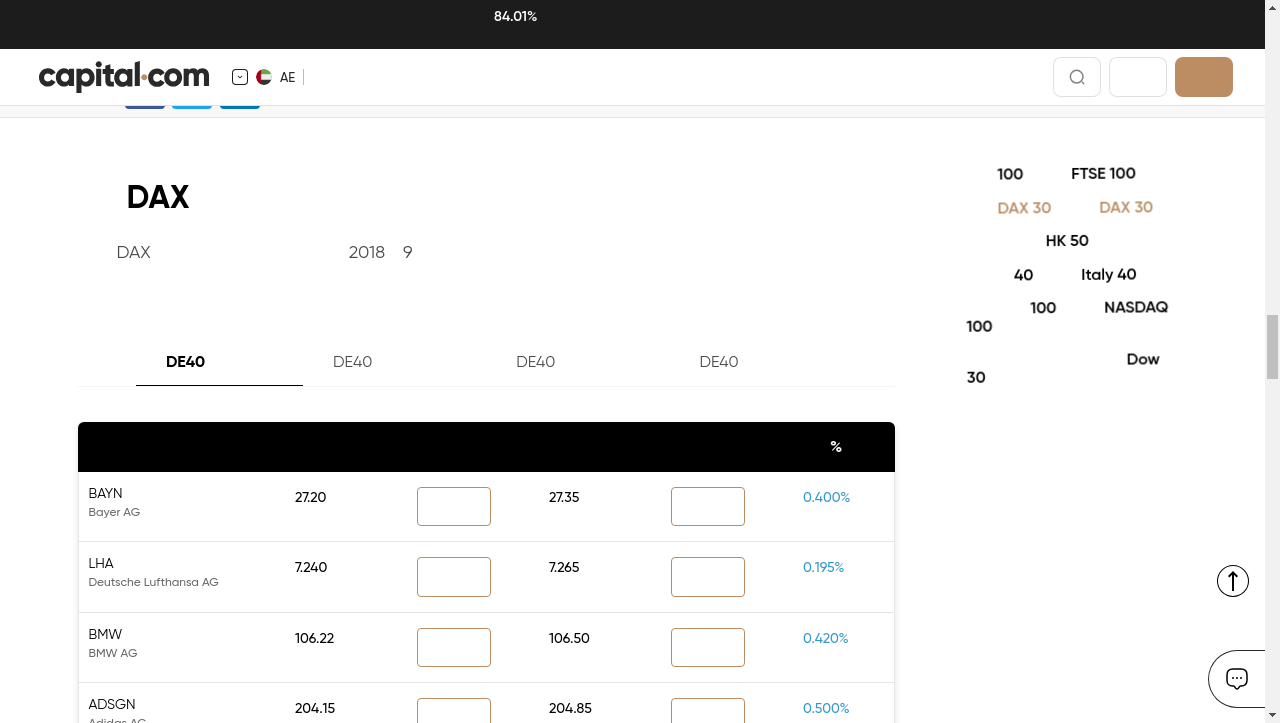 84.01%
capital.com AE
DAX
DAX 2018 9
100 FTSE 100
DAX 30 DAX 30
HK 50
40 Italy 40
100 NASDAQ
100
Dow
30
DE40 DE40 DE40 DE40
%
BAYN 27.20 27.35 0.400%
Bayer AG
LHA 7.240 7.265 0.195%
Deutsche Lufthansa AG
BMW 106.22 106.50 0.420%
BMW AG
ADSGN 204.15 204.85 0.500%
Adidas AG